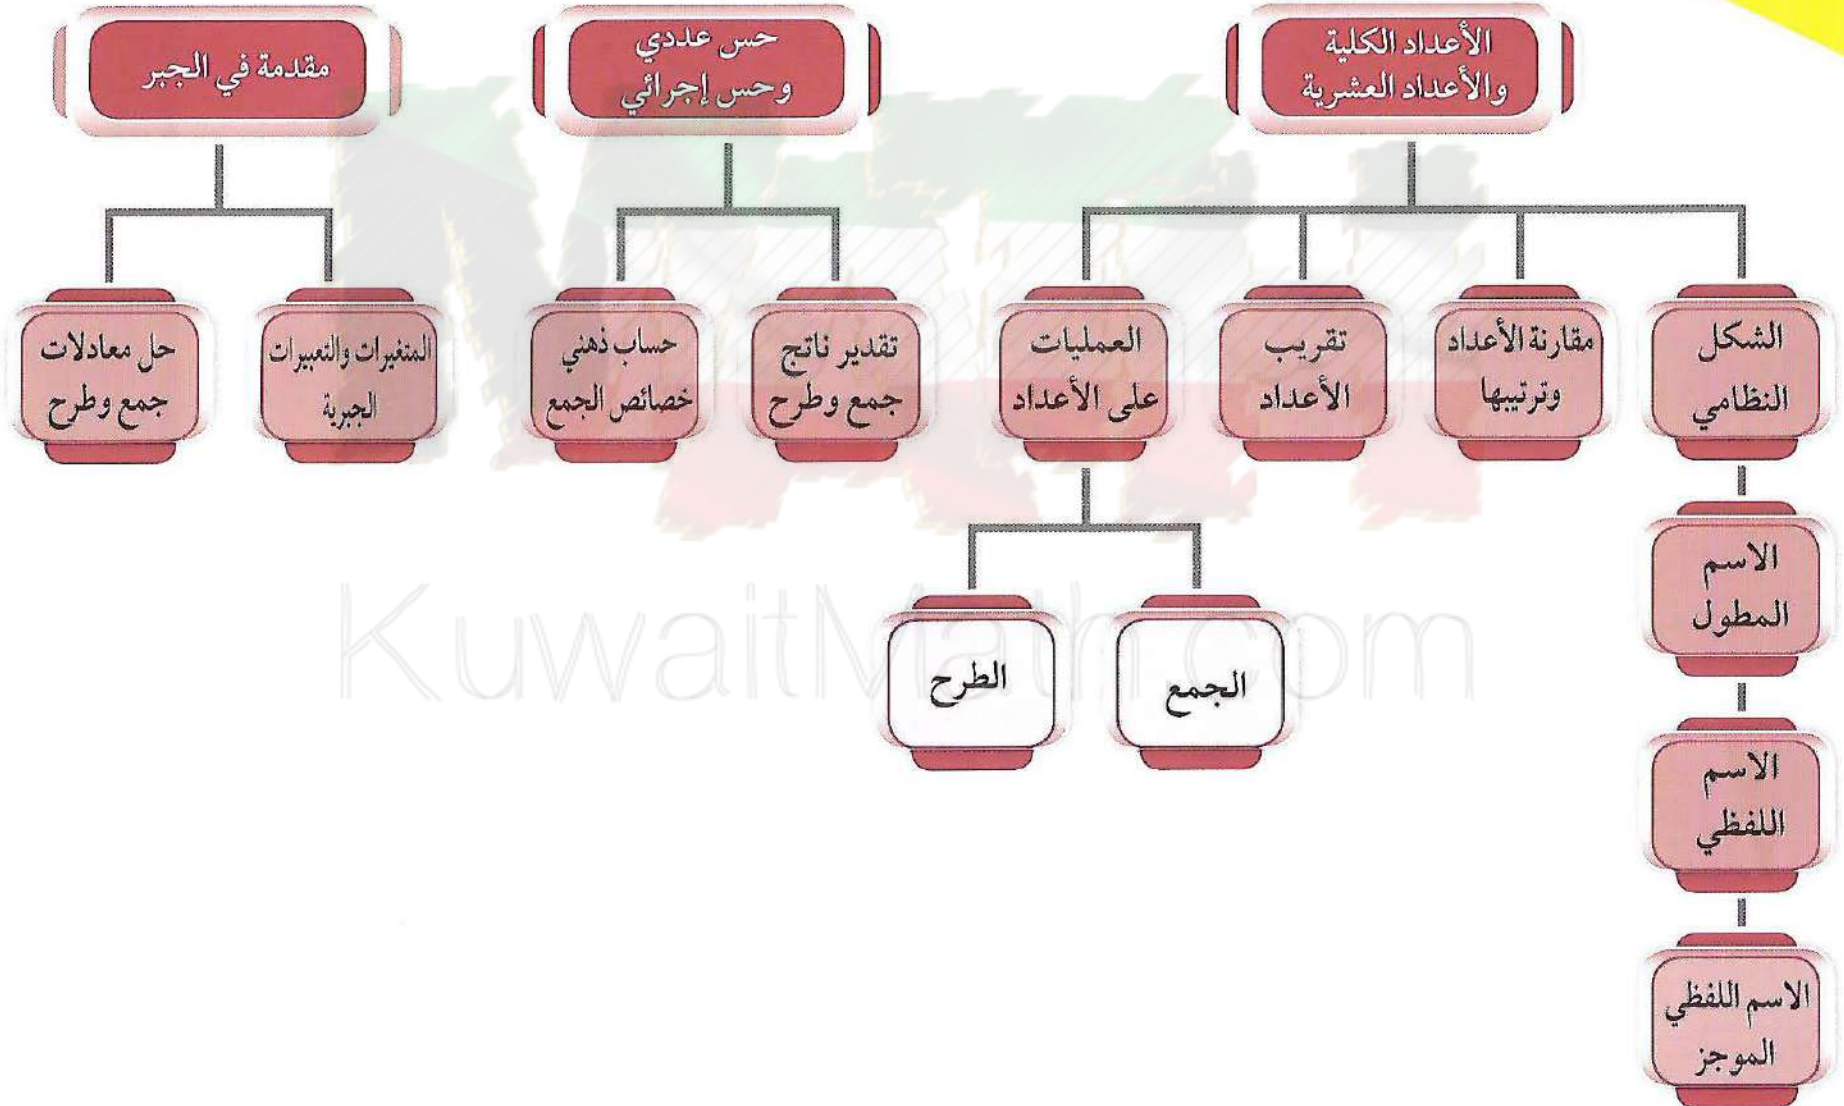 الأعداد الكلية
والأعداد العشرية
حس عددي
وحس إجرائي
مقدمة في الجبر
الشكل
النظامي
مقارنة الأعداد
وترتيبها
تقريب
الأعداد
العمليات
على الأعداد
تقدير ناتج
جمع وطرح
حساب ذهني
خصائص الجمع
المتغيرات والتعبيرات
الجبرية
حل معادلات
جمع وطرح
الاسم
المطول
الجمع
الطرح
الاسم
اللفظي
الاسم اللفظي
الموجز
KuwaitMath.com